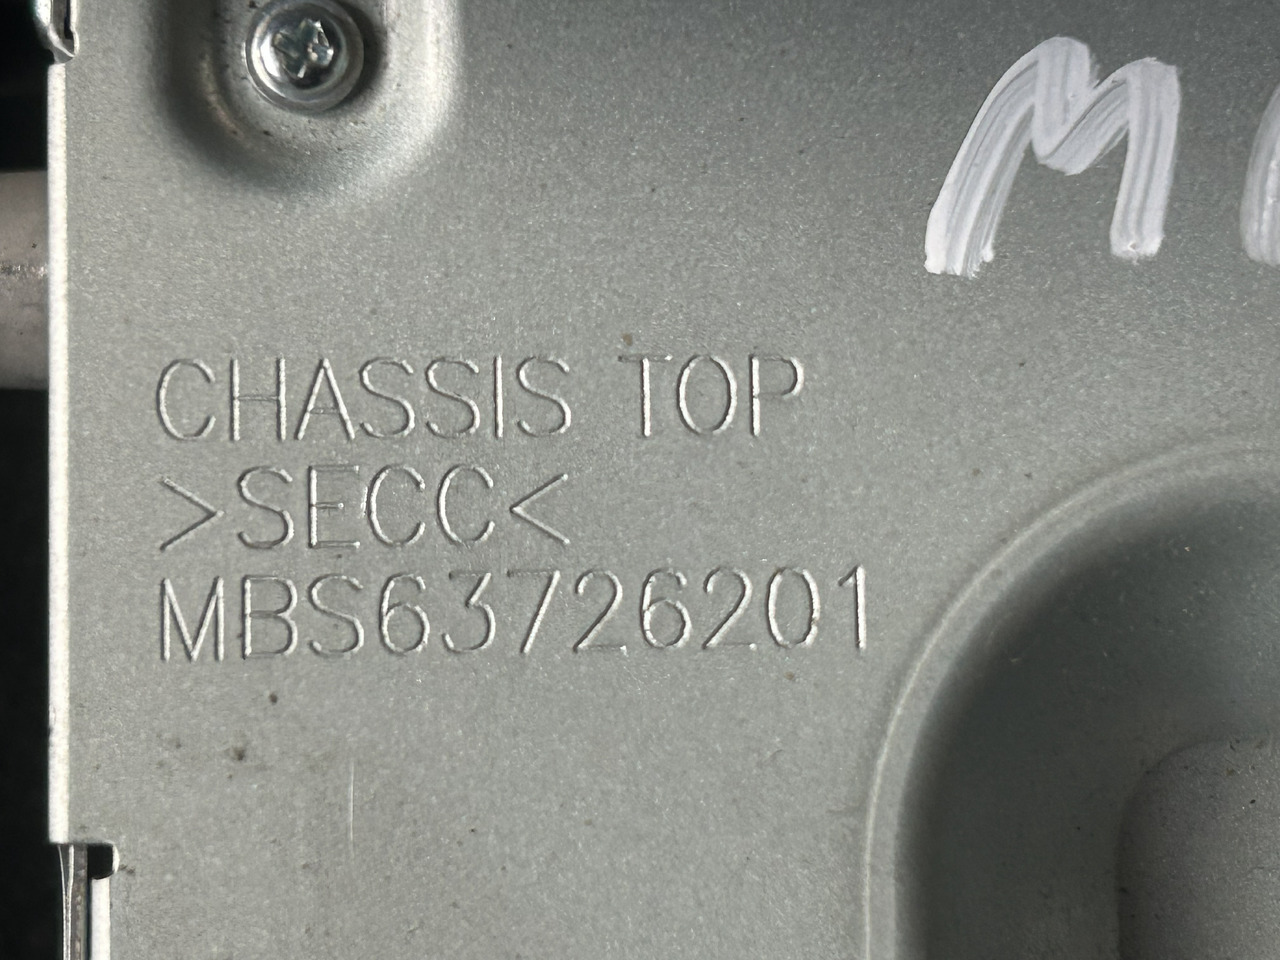 M
CHASSIS TOP
>SECC<
MBS63726201